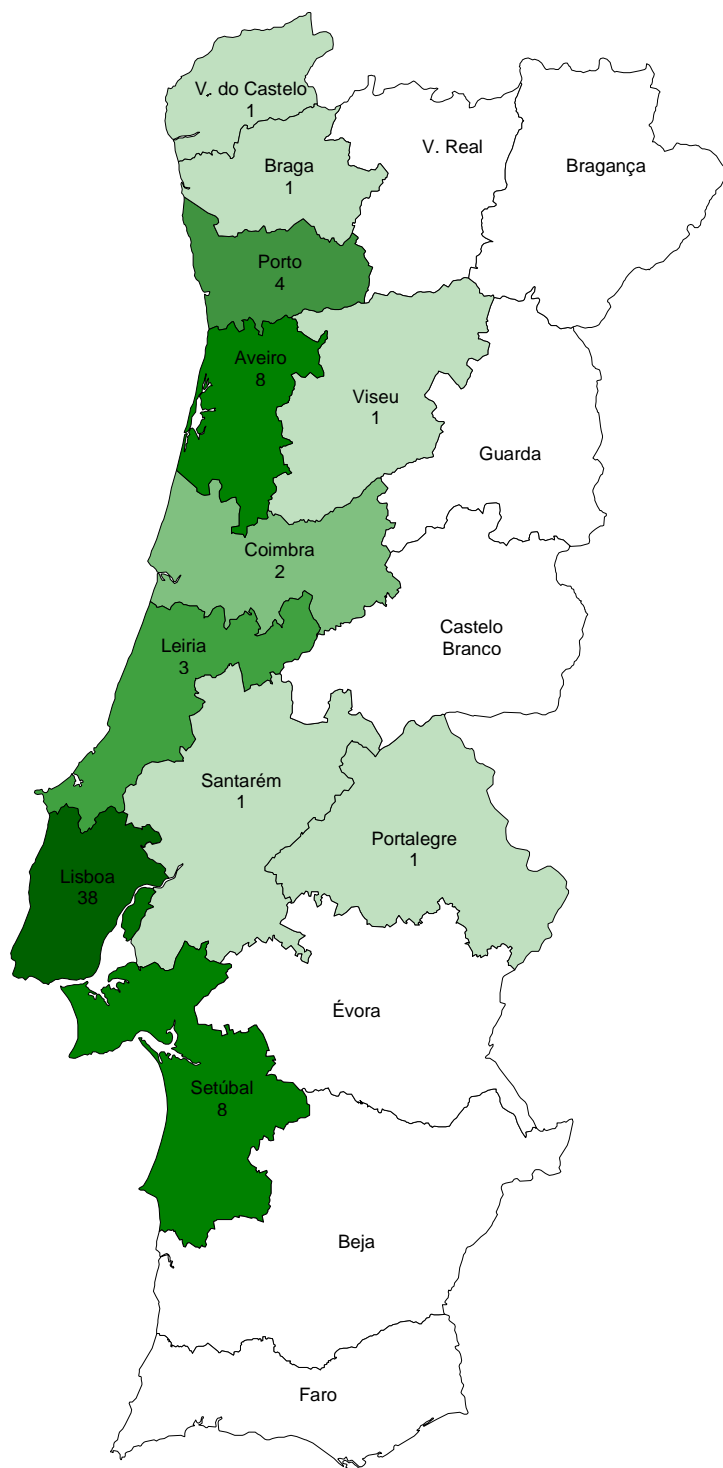 V. do Castelo
1
V. Real
Bragança
Braga
1
Porto
4
Aveiro
8
Viseu
1
Guarda
Coimbra
2
Castelo
Branco
Leiria
3
Santarém
1
Portalegre
1
Lisboa
38
Évora
Setúbal
8
Beja
Faro